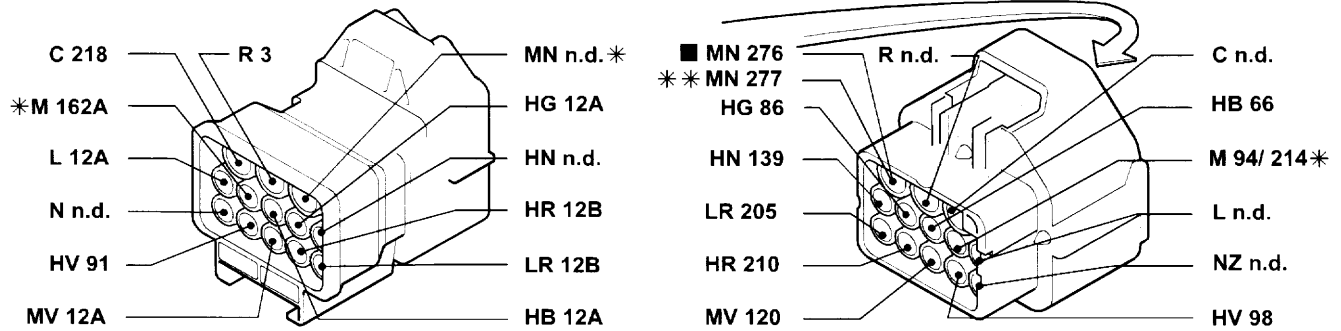 C 218
R 3
MN n.d.✳
✳M 162A
HG 12A
L 12A
HN n.d.
N n.d.
HR 12B
HV 91
LR 12B
MV 12A
HB 12A
■ MN 276
R n.d.
C n.d.
✳✳MN 277
HG 86
HB 66
HN 139
M 94/ 214✳
LR 205
L n.d.
HR 210
NZ n.d.
MV 120
HV 98